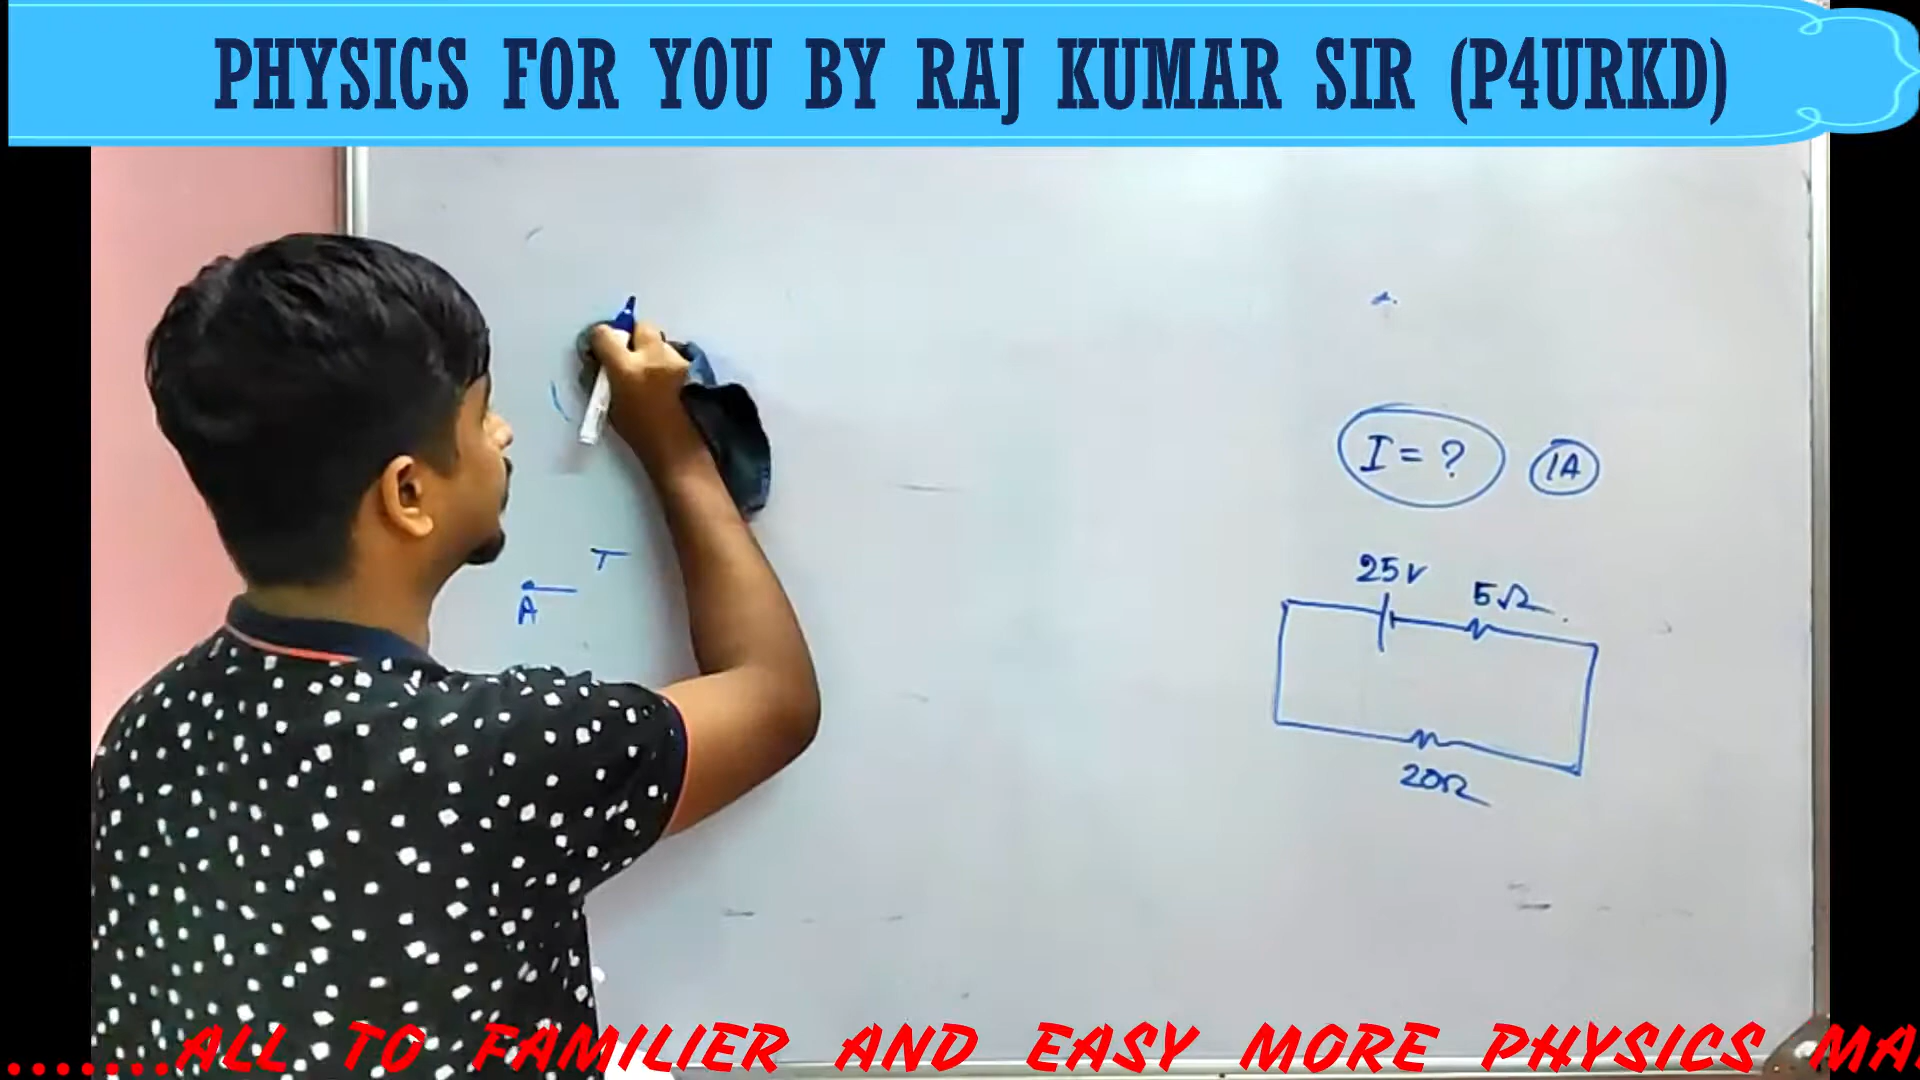 PHYSICS FOR YOU BY RAJ KUMAR SIR (P4URKD)
I = ? 1A
25V
5Ω
T
A
20Ω
.......ALL TO FAMILIER AND EASY MORE PHYSICS MA